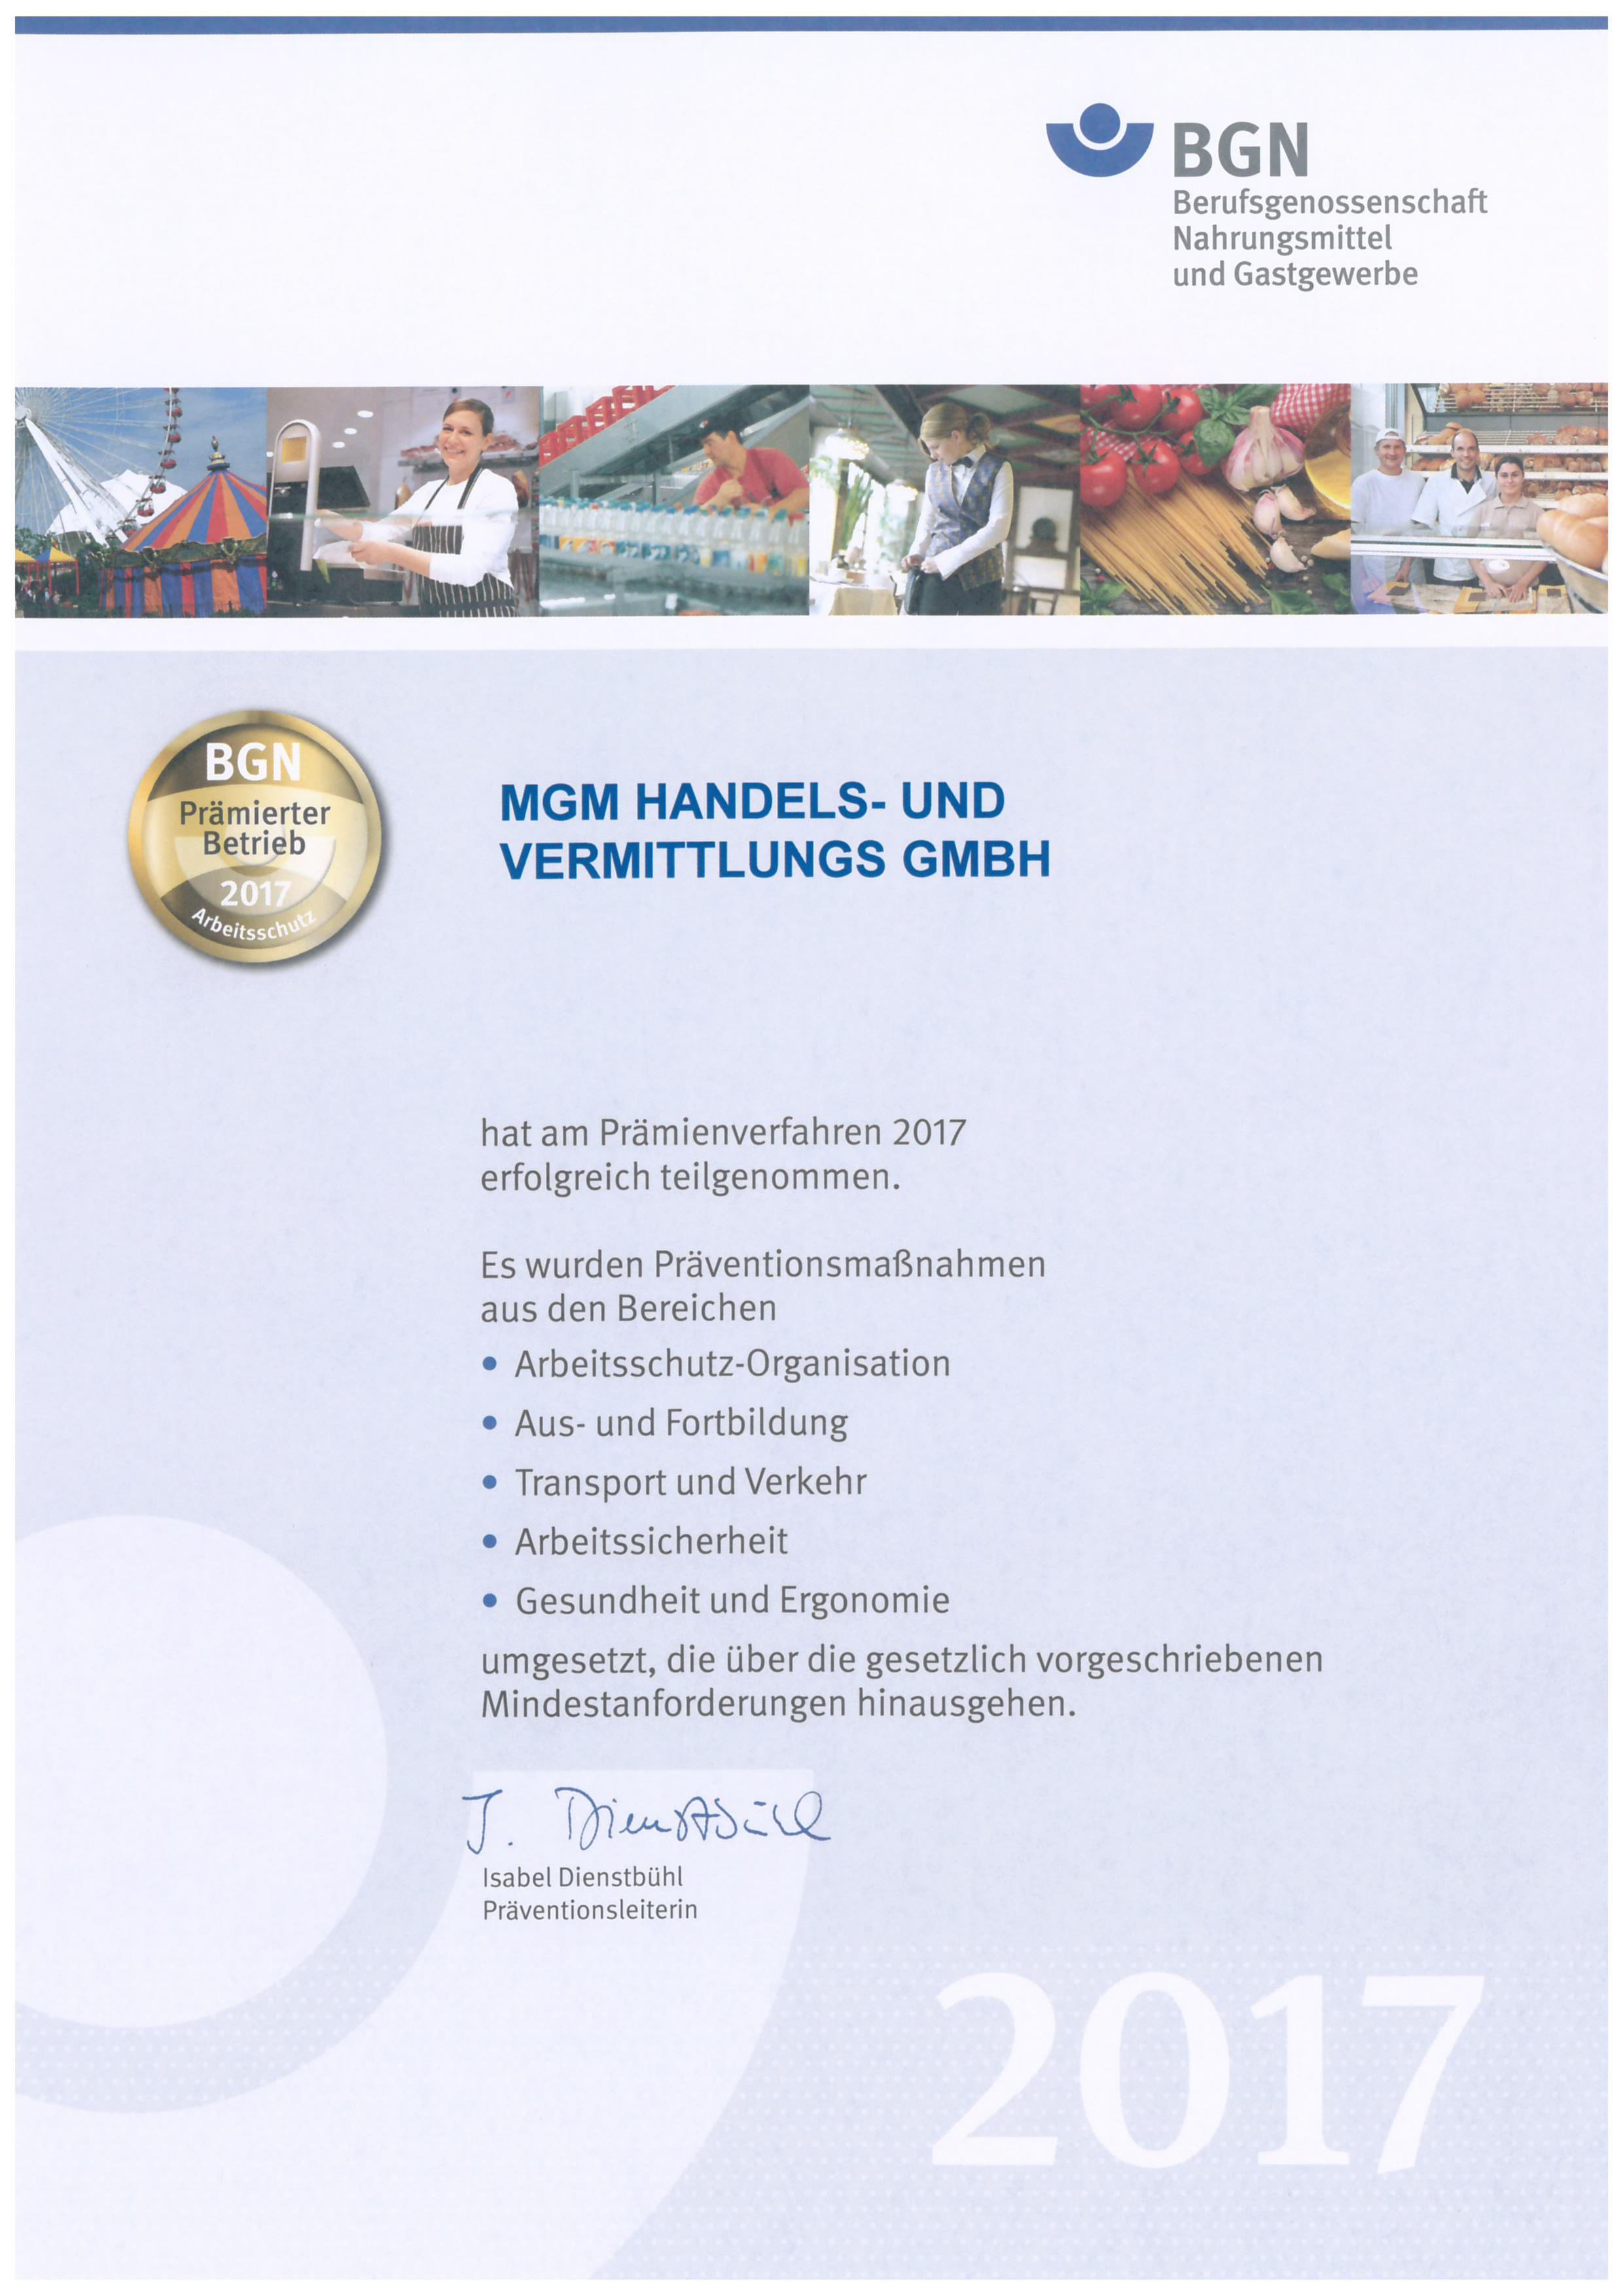 BGN
Berufsgenossenschaft
Nahrungsmittel
und Gastgewerbe
BGN
Prämierter
Betrieb
2017
Arbeitsschutz
MGM HANDELS- UND
VERMITTLUNGS GMBH
hat am Prämienverfahren 2017
erfolgreich teilgenommen.
Es wurden Präventionsmaßnahmen
aus den Bereichen
• Arbeitsschutz-Organisation
• Aus- und Fortbildung
• Transport und Verkehr
• Arbeitssicherheit
• Gesundheit und Ergonomie
umgesetzt, die über die gesetzlich vorgeschriebenen
Mindestanforderungen hinausgehen.
I. Dienstbühl
Isabel Dienstbühl
Präventionsleiterin
2017